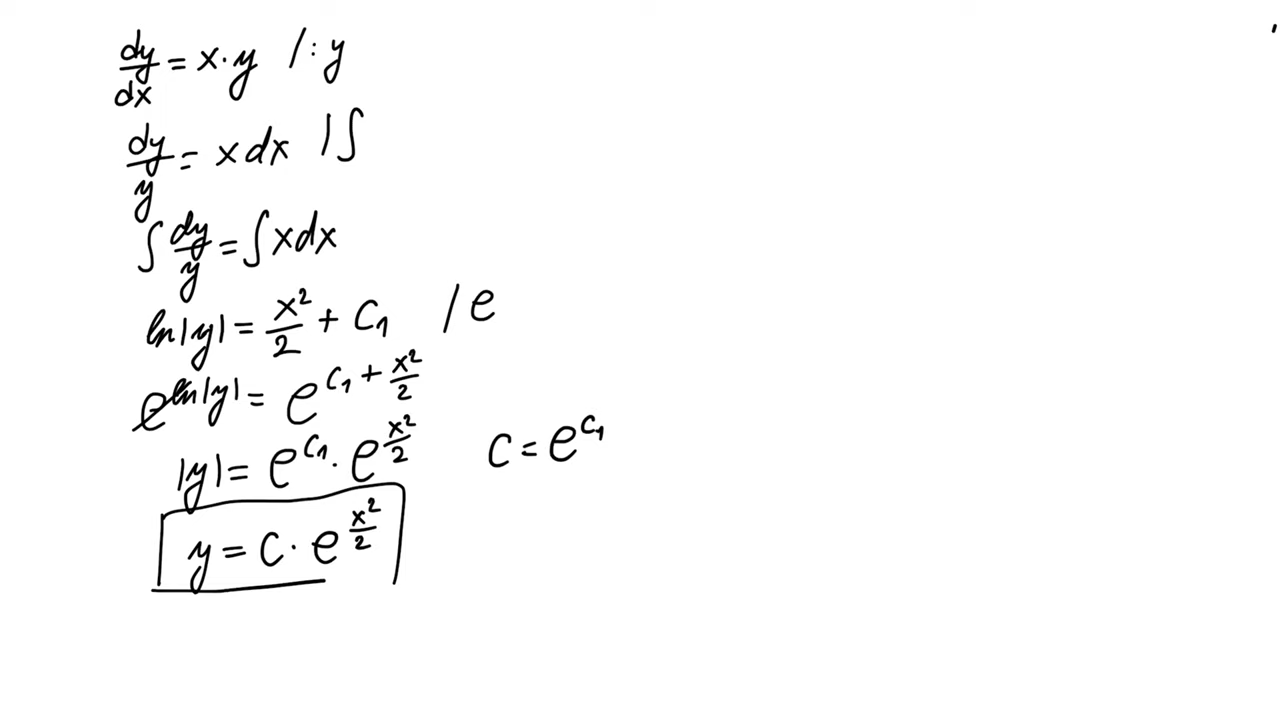 dy/dx = x·y /:y
dy/y = x dx |∫
∫ dy/y = ∫ x dx
ln|y| = x²/2 + C₁ /e
e^(ln|y|) = e^(C₁ + x²/2)
|y| = e^(C₁) · e^(x²/2) C = e^(C₁)
y = C · e^(x²/2)